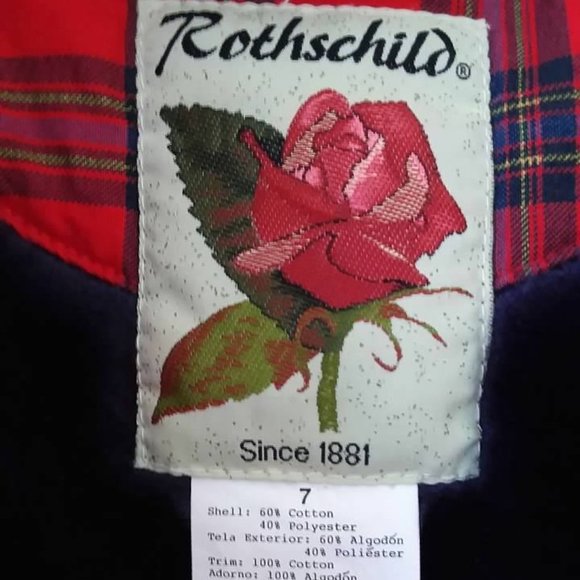 Rothschild®
Since 1881
7
Shell: 60% Cotton
40% Polyester
Tela Exterior: 60% Algodón
40% Poliéster
Trim: 100% Cotton
Adorno: 100% Algodón